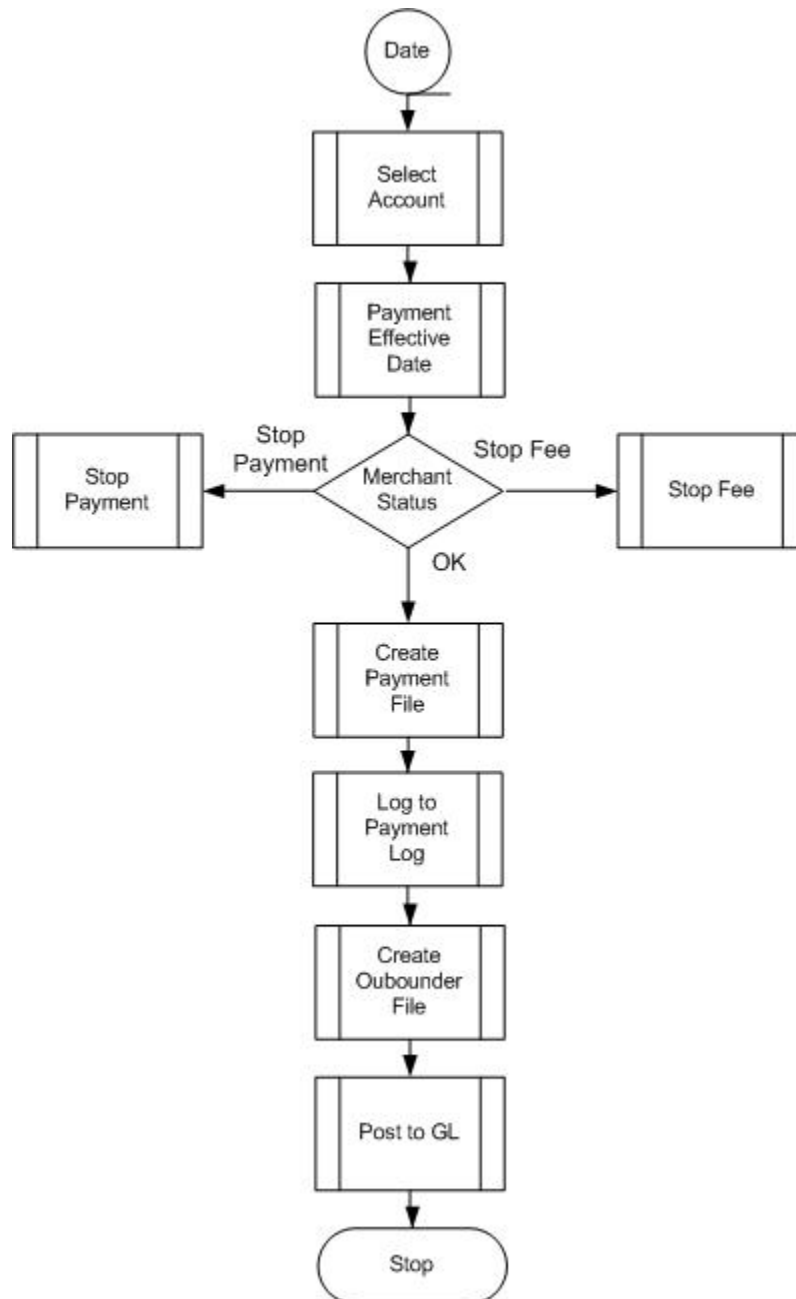 Date
Select
Account
Payment
Effective
Date
Stop
Payment
Stop Fee
Stop
Payment
Merchant
Status
Stop Fee
OK
Create
Payment
File
Log to
Payment
Log
Create
Oubounder
File
Post to GL
Stop